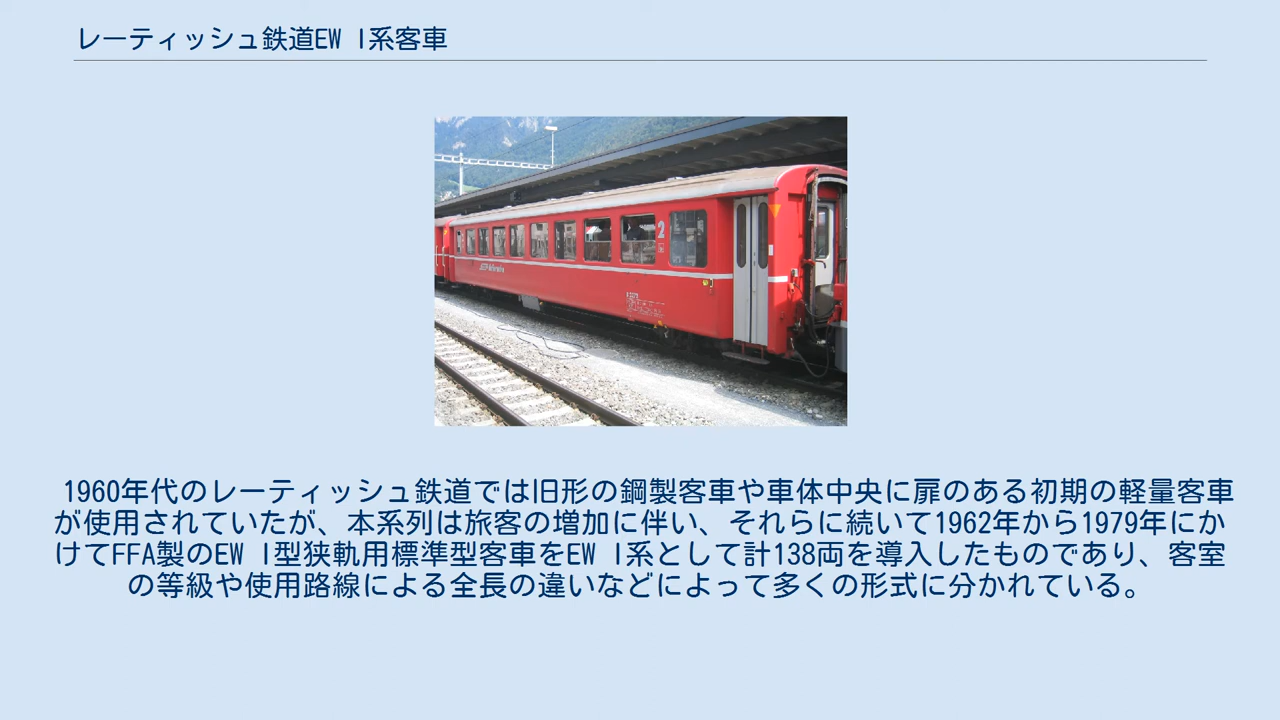 レーティッシュ鉄道EW I系客車
2
1960年代のレーティッシュ鉄道では旧形の鋼製客車や車体中央に扉のある初期の軽量客車
が使用されていたが、本系列は旅客の増加に伴い、それらに続いて1962年から1979年にか
けてFFA製のEW I型狭軌用標準型客車をEW I系として計138両を導入したものであり、客室
の等級や使用路線による全長の違いなどによって多くの形式に分かれている。